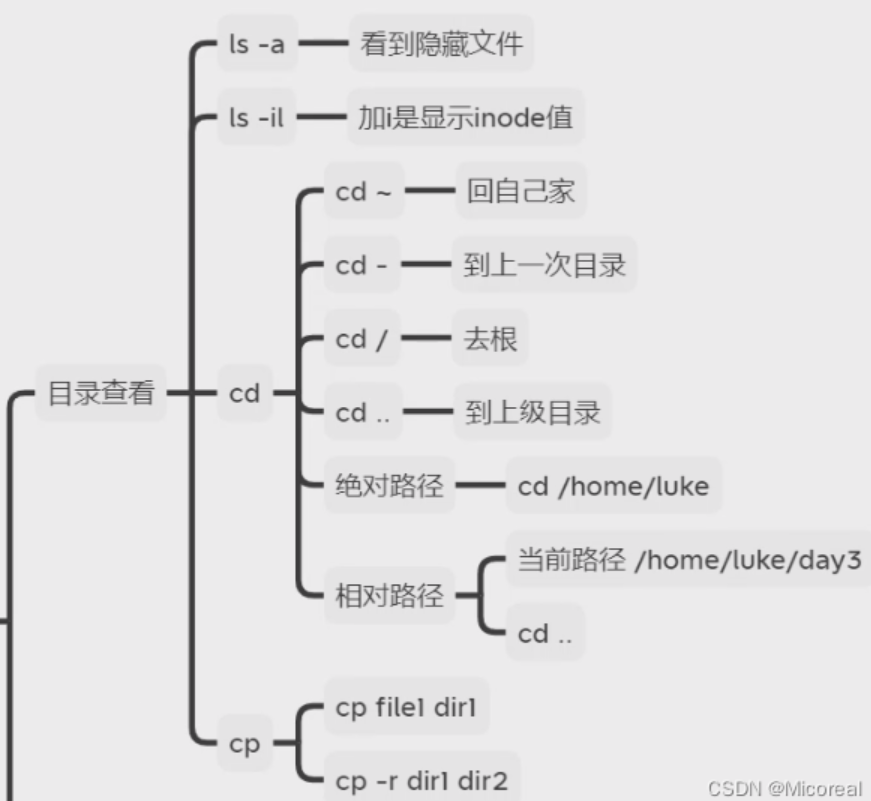 ls -a
看到隐藏文件
ls -il
加i是显示inode值
cd ~
回自己家
cd -
到上一次目录
cd /
去根
目录查看
cd
cd ..
到上级目录
绝对路径
cd /home/luke
相对路径
当前路径 /home/luke/day3
cd ..
cp
cp file1 dir1
cp -r dir1 dir2
CSDN @Micoreal